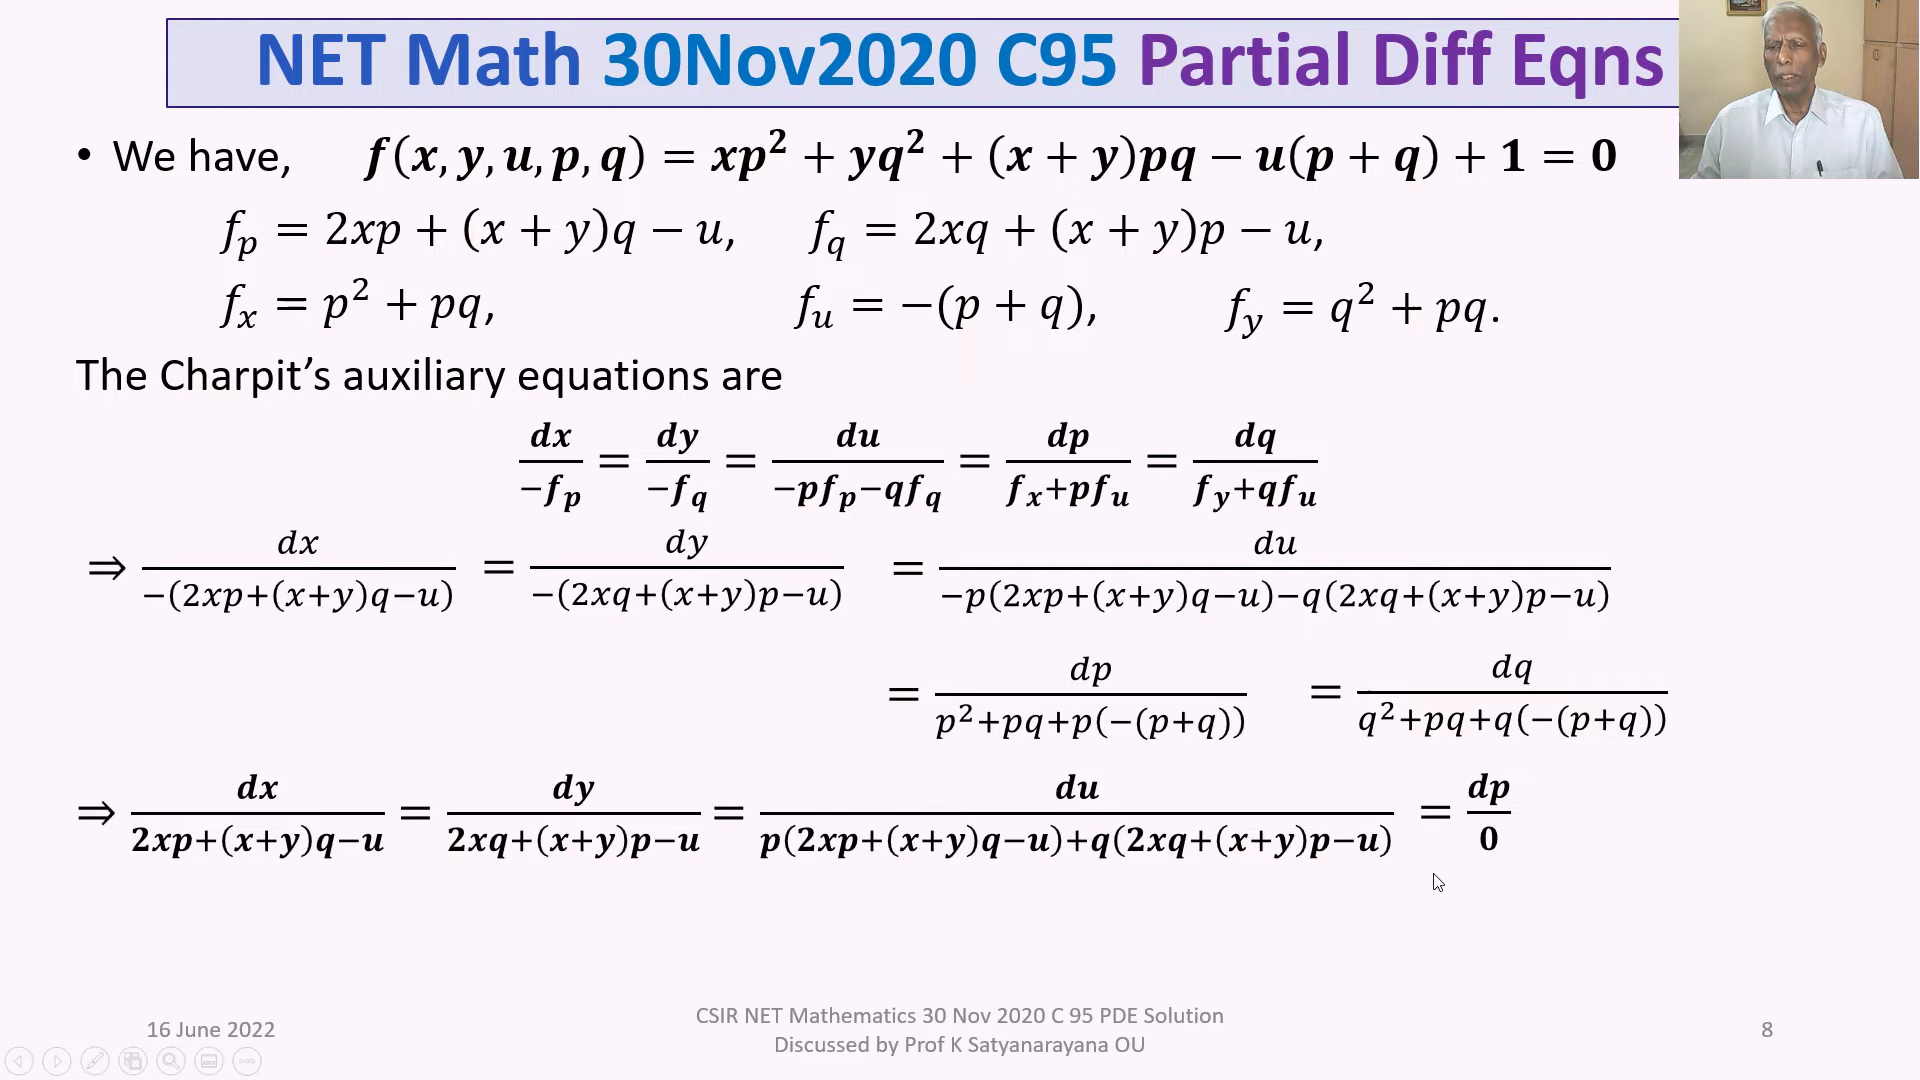 NET Math 30Nov2020 C95 Partial Diff Eqns
• We have, f(x, y, u, p, q) = xp² + yq² + (x + y)pq − u(p + q) + 1 = 0
f_p = 2xp + (x + y)q − u, f_q = 2xq + (x + y)p − u,
f_x = p² + pq, f_u = −(p + q), f_y = q² + pq.
The Charpit’s auxiliary equations are
dx/−f_p = dy/−f_q = du/−pf_p−qf_q = dp/f_x+pf_u = dq/f_y+qf_u
⇒ dx/−(2xp+(x+y)q−u) = dy/−(2xq+(x+y)p−u) = du/−p(2xp+(x+y)q−u)−q(2xq+(x+y)p−u)
= dp/p²+pq+p(−(p+q)) = dq/q²+pq+q(−(p+q))
⇒ dx/2xp+(x+y)q−u = dy/2xq+(x+y)p−u = du/p(2xp+(x+y)q−u)+q(2xq+(x+y)p−u) = dp/0
16 June 2022
CSIR NET Mathematics 30 Nov 2020 C 95 PDE Solution
Discussed by Prof K Satyanarayana OU
8